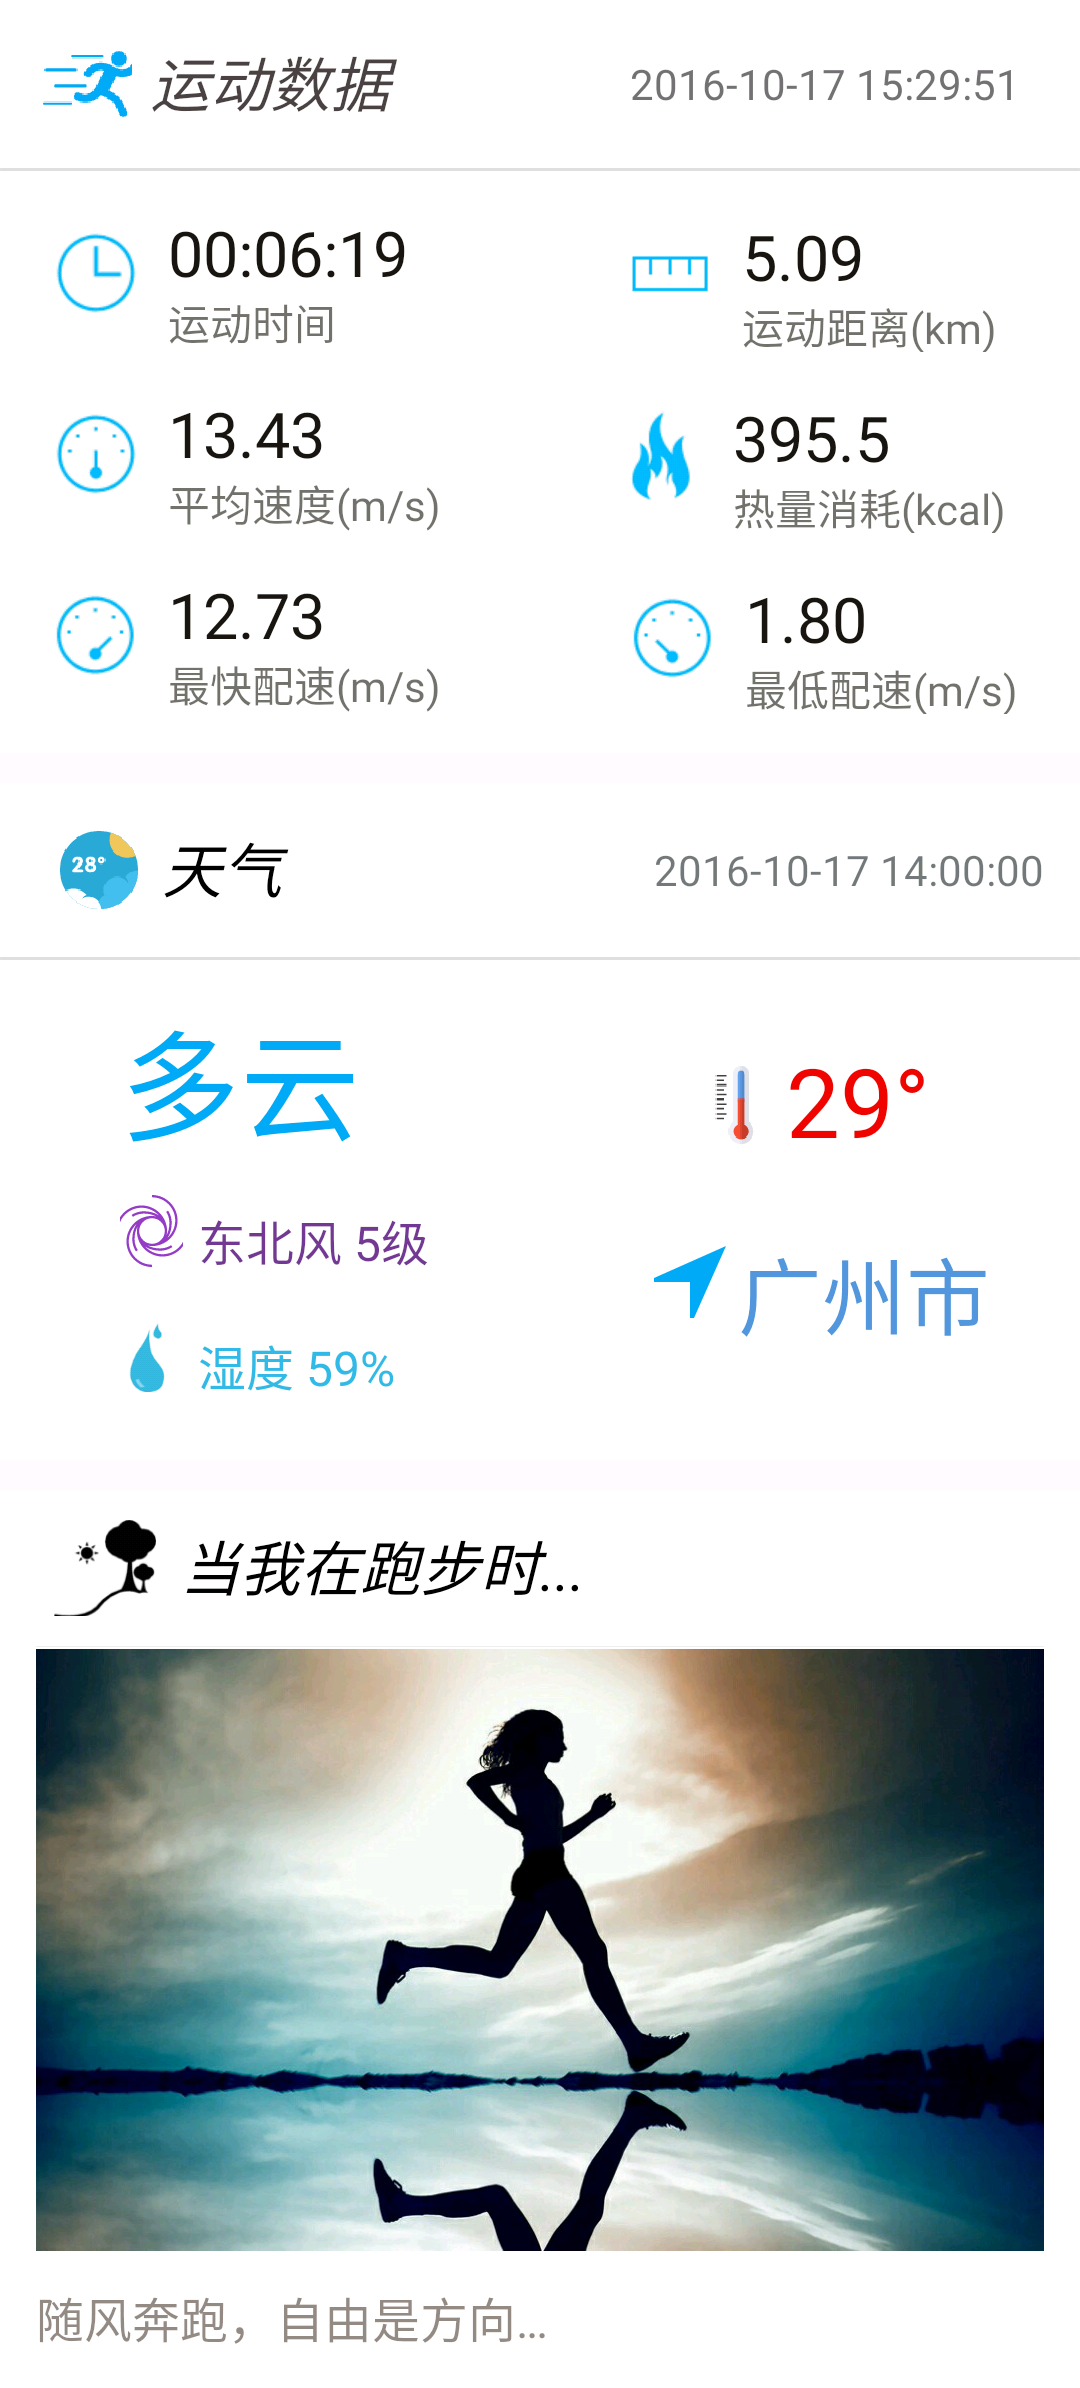 运动数据
2016-10-17 15:29:51
00:06:19
运动时间
5.09
运动距离(km)
13.43
平均速度(m/s)
395.5
热量消耗(kcal)
12.73
最快配速(m/s)
1.80
最低配速(m/s)
28°
天气
2016-10-17 14:00:00
多云
29°
东北风 5级
广州市
湿度 59%
当我在跑步时...
随风奔跑，自由是方向...